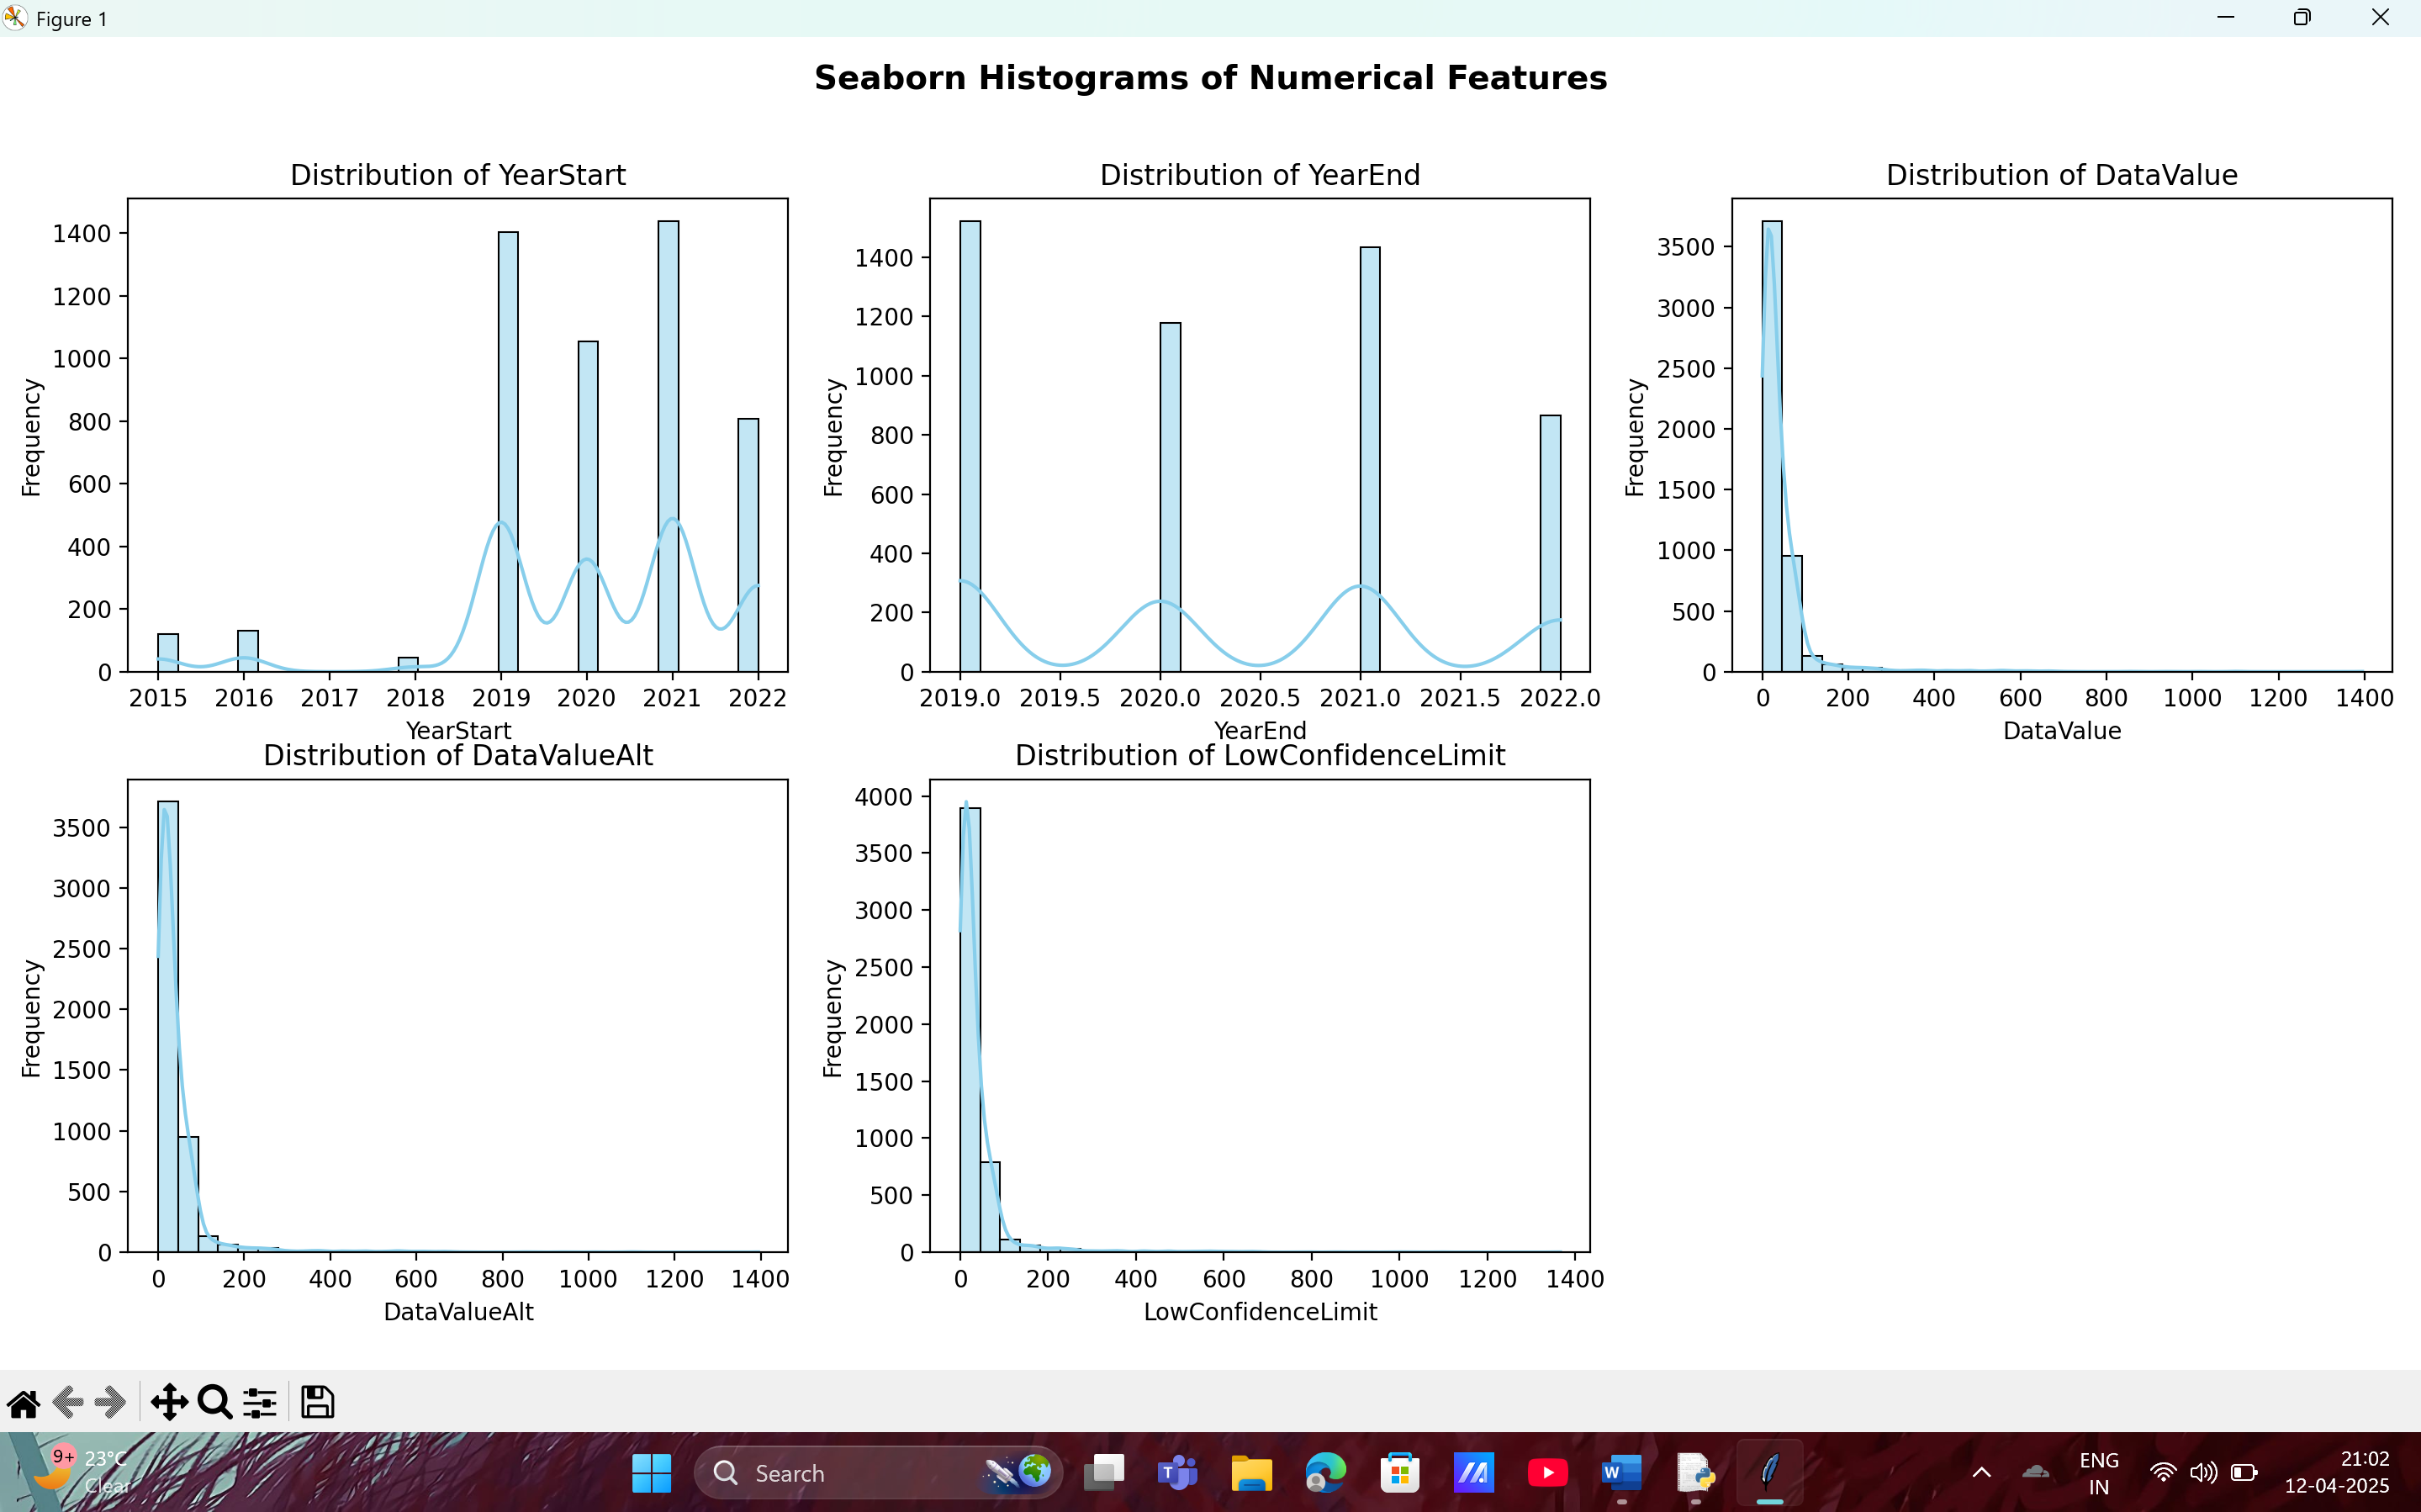 Figure 1
Seaborn Histograms of Numerical Features
Distribution of YearStart
Frequency
0
200
400
600
800
1000
1200
1400
2015 2016 2017 2018 2019 2020 2021 2022
YearStart
Distribution of YearEnd
Frequency
0
200
400
600
800
1000
1200
1400
2019.0 2019.5 2020.0 2020.5 2021.0 2021.5 2022.0
YearEnd
Distribution of DataValue
Frequency
0
500
1000
1500
2000
2500
3000
3500
0 200 400 600 800 1000 1200 1400
DataValue
Distribution of DataValueAlt
Frequency
0
500
1000
1500
2000
2500
3000
3500
0 200 400 600 800 1000 1200 1400
DataValueAlt
Distribution of LowConfidenceLimit
Frequency
0
500
1000
1500
2000
2500
3000
3500
4000
0 200 400 600 800 1000 1200 1400
LowConfidenceLimit
9+
23°C
Clear
Search
T
W
ENG
IN
21:02
12-04-2025